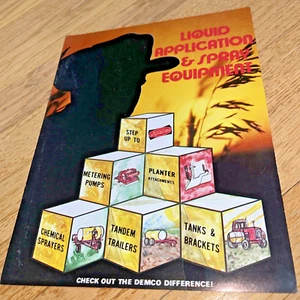 LIQUID
APPLICATION
& SPRAY
EQUIPMENT
STEP
UP TO
METERING
PUMPS
PLANTER
ATTACHMENTS
CHEMICAL
SPRAYERS
TANDEM
TRAILERS
TANKS &
BRACKETS
CHECK OUT THE DEMCO DIFFERENCE!